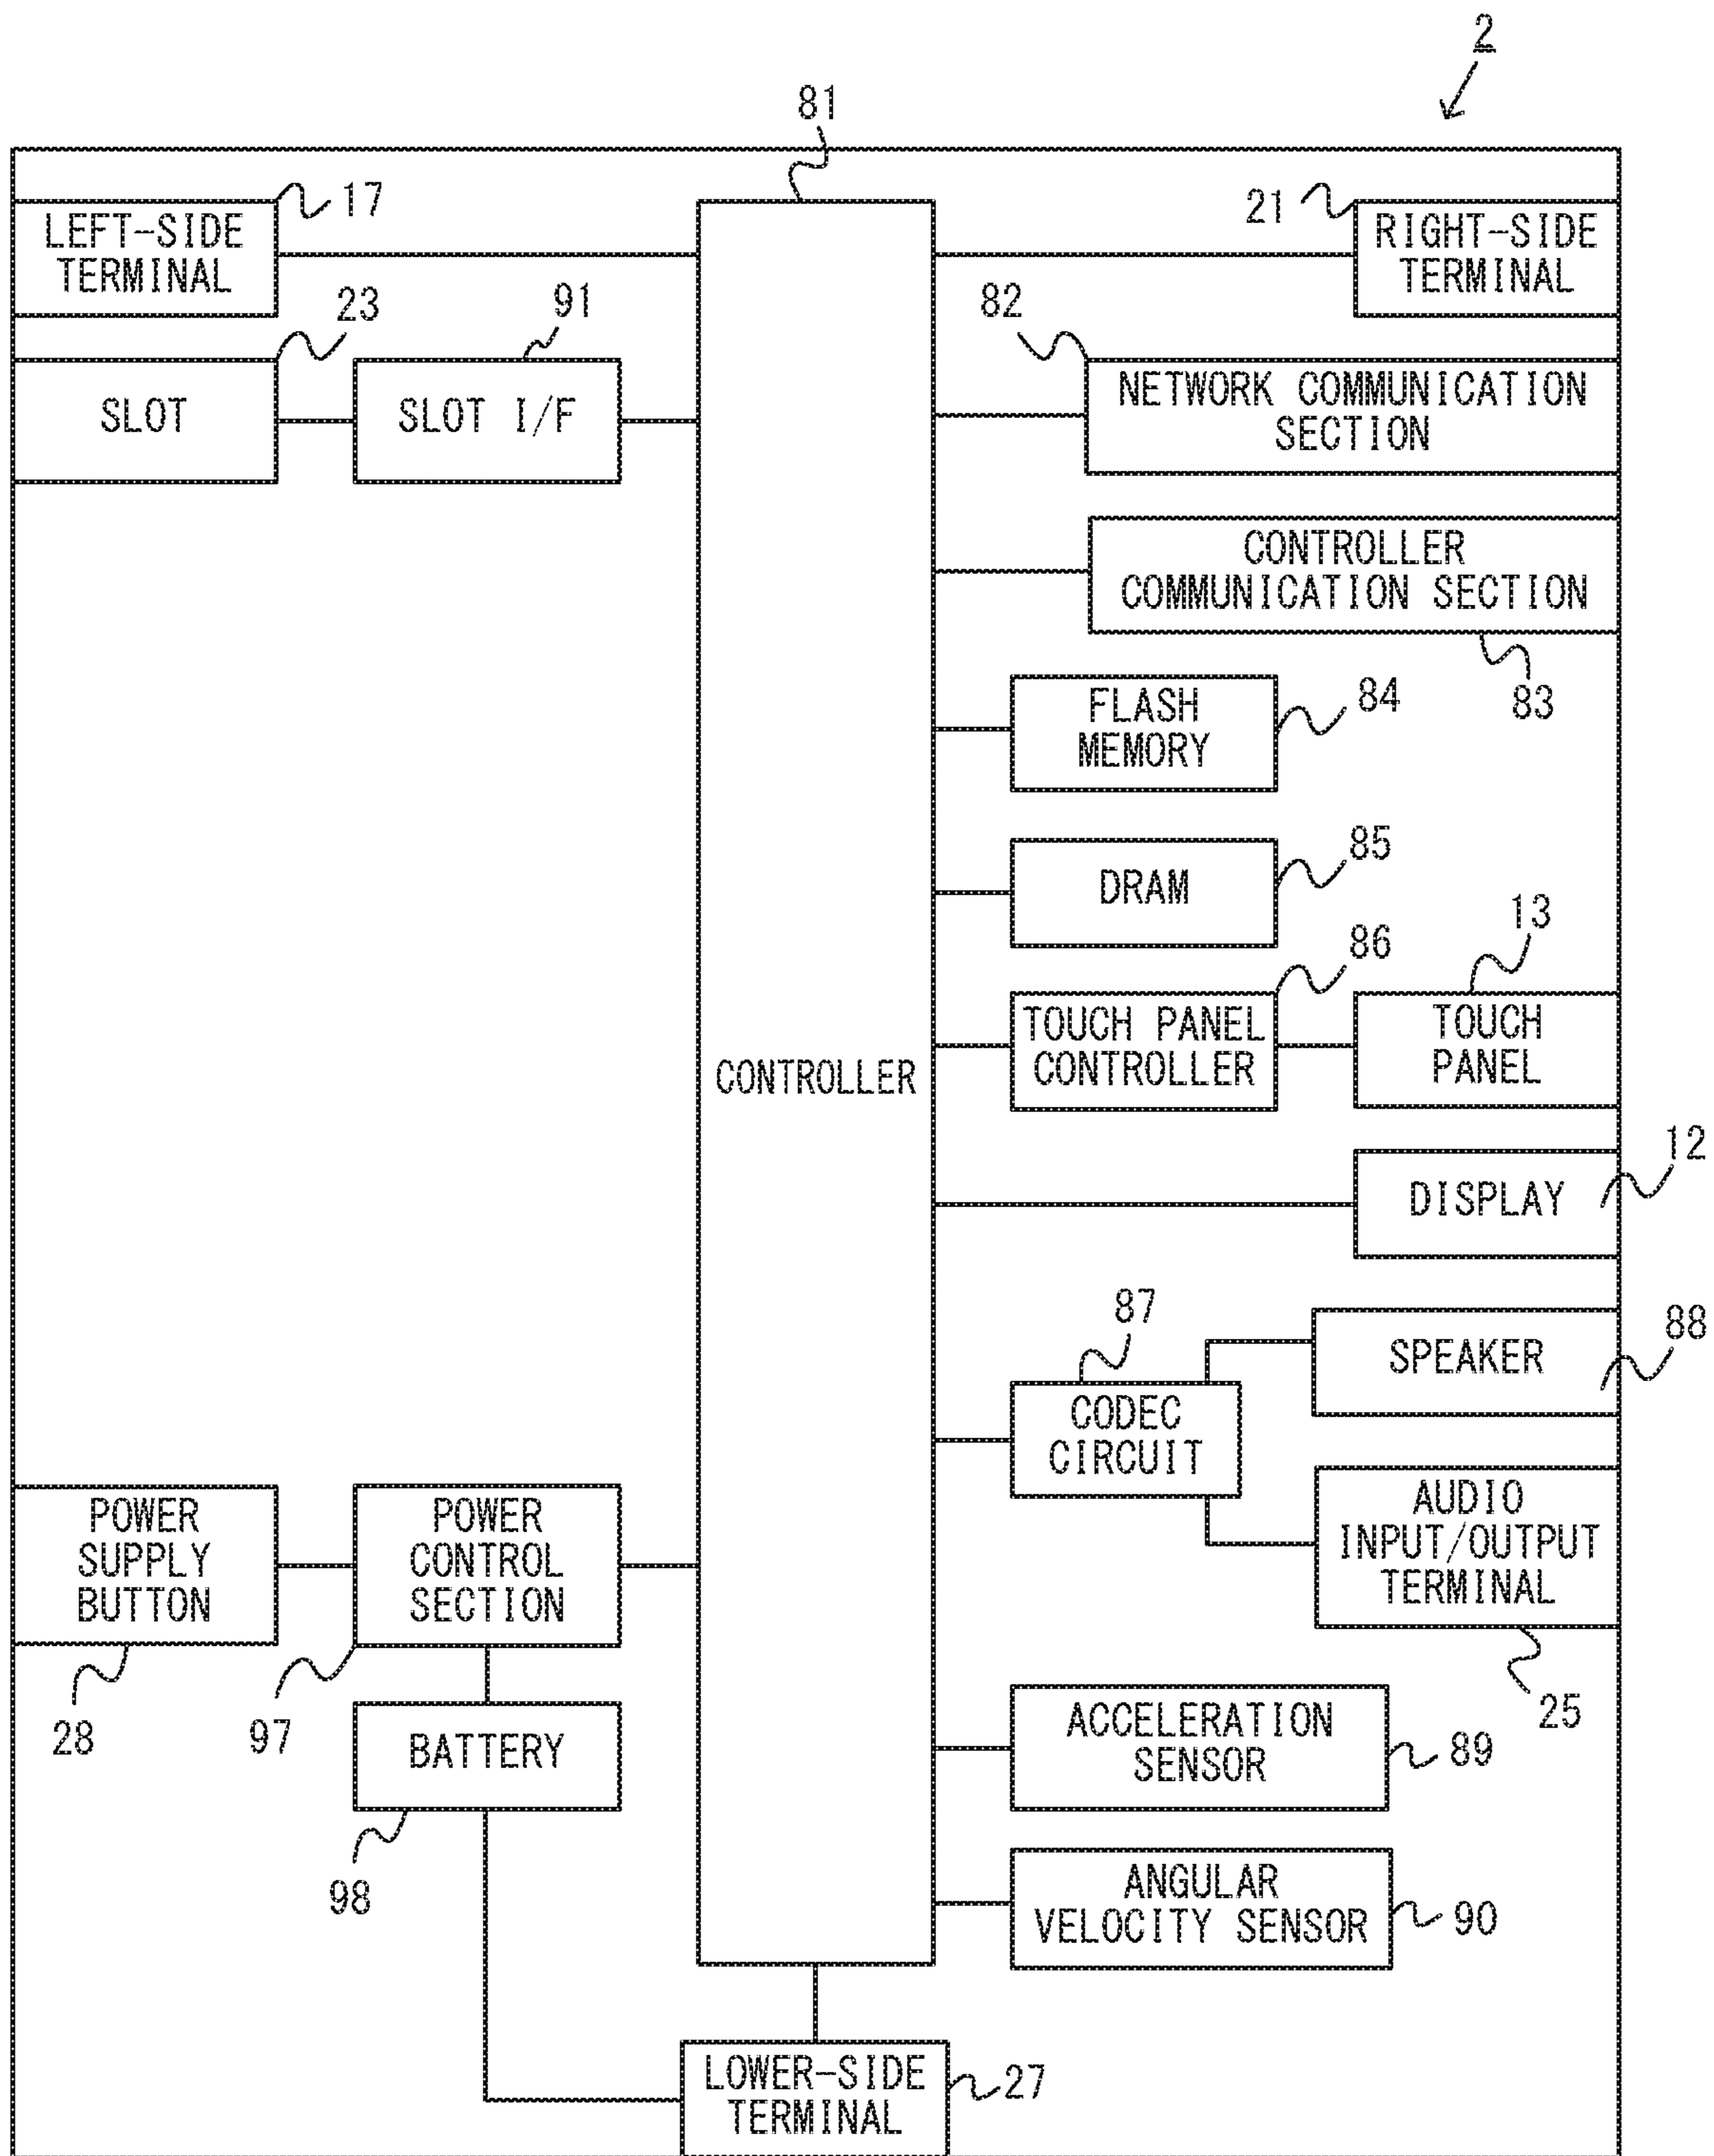 2
81
17
LEFT-SIDE
TERMINAL
21
RIGHT-SIDE
TERMINAL
23
SLOT
91
SLOT I/F
82
NETWORK COMMUNICATION
SECTION
CONTROLLER
COMMUNICATION SECTION
83
FLASH
MEMORY
84
DRAM
85
86
TOUCH PANEL
CONTROLLER
13
TOUCH
PANEL
CONTROLLER
DISPLAY
12
87
CODEC
CIRCUIT
SPEAKER
88
AUDIO
INPUT/OUTPUT
TERMINAL
25
POWER
SUPPLY
BUTTON
28
POWER
CONTROL
SECTION
97
BATTERY
98
ACCELERATION
SENSOR
89
ANGULAR
VELOCITY SENSOR
90
LOWER-SIDE
TERMINAL
27